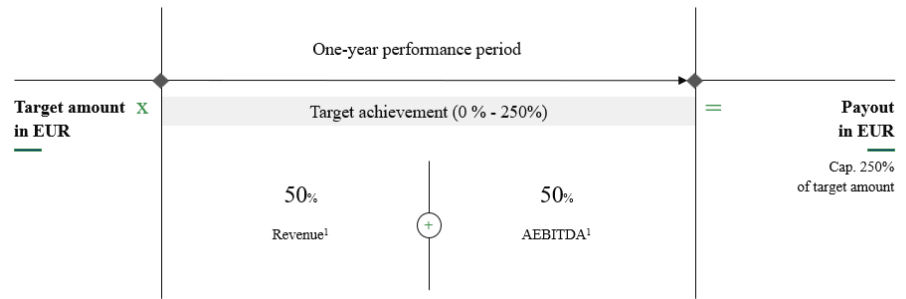 One-year performance period
Target amount
in EUR
X
Target achievement (0 % - 250%)
=
Payout
in EUR
Cap. 250%
of target amount
50%
Revenue¹
+
50%
AEBITDA¹